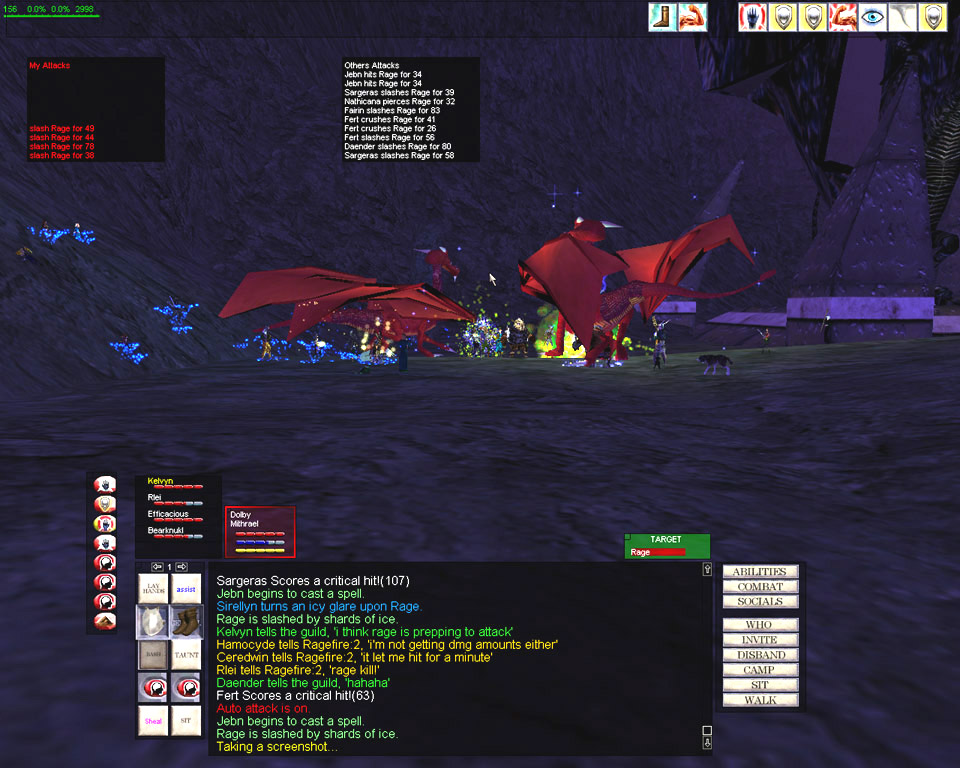 156 0.0% 0.0% 2998
My Attacks
slash Rage for 49
slash Rage for 44
slash Rage for 78
slash Rage for 38
Others Attacks
Jebn hits Rage for 34
Jebn hits Rage for 34
Sargeras slashes Rage for 39
Nathicana pierces Rage for 32
Fairin slashes Rage for 83
Fert crushes Rage for 41
Fert crushes Rage for 26
Fert slashes Rage for 56
Daender slashes Rage for 80
Sargeras slashes Rage for 58
Kelvyn
Rlei
Efficacious
Bearknukl
Dolby
Mithrael
TARGET
Rage
1
LAY HANDS
assist
BASH
TAUNT
Sheal
SIT
Sargeras Scores a critical hit!(107)
Jebn begins to cast a spell.
Sirellyn turns an icy glare upon Rage.
Rage is slashed by shards of ice.
Kelvyn tells the guild, 'i think rage is prepping to attack'
Hamocyde tells Ragefire:2, 'i'm not getting dmg amounts either'
Ceredwin tells Ragefire:2, 'it let me hit for a minute'
Rlei tells Ragefire:2, 'rage kill!'
Daender tells the guild, 'hahaha'
Fert Scores a critical hit!(63)
Auto attack is on.
Jebn begins to cast a spell.
Rage is slashed by shards of ice.
Taking a screenshot...
ABILITIES
COMBAT
SOCIALS
WHO
INVITE
DISBAND
CAMP
SIT
WALK